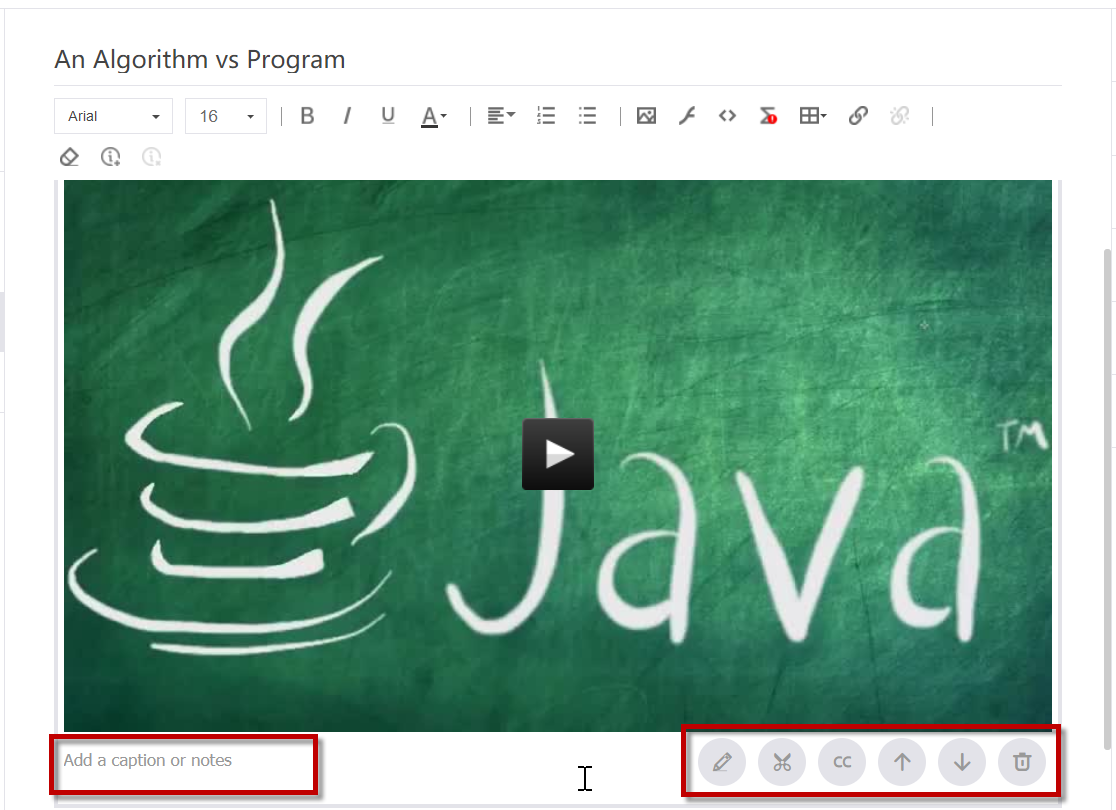 An Algorithm vs Program
Arial 16 B I U A
Java TM
Add a caption or notes CC